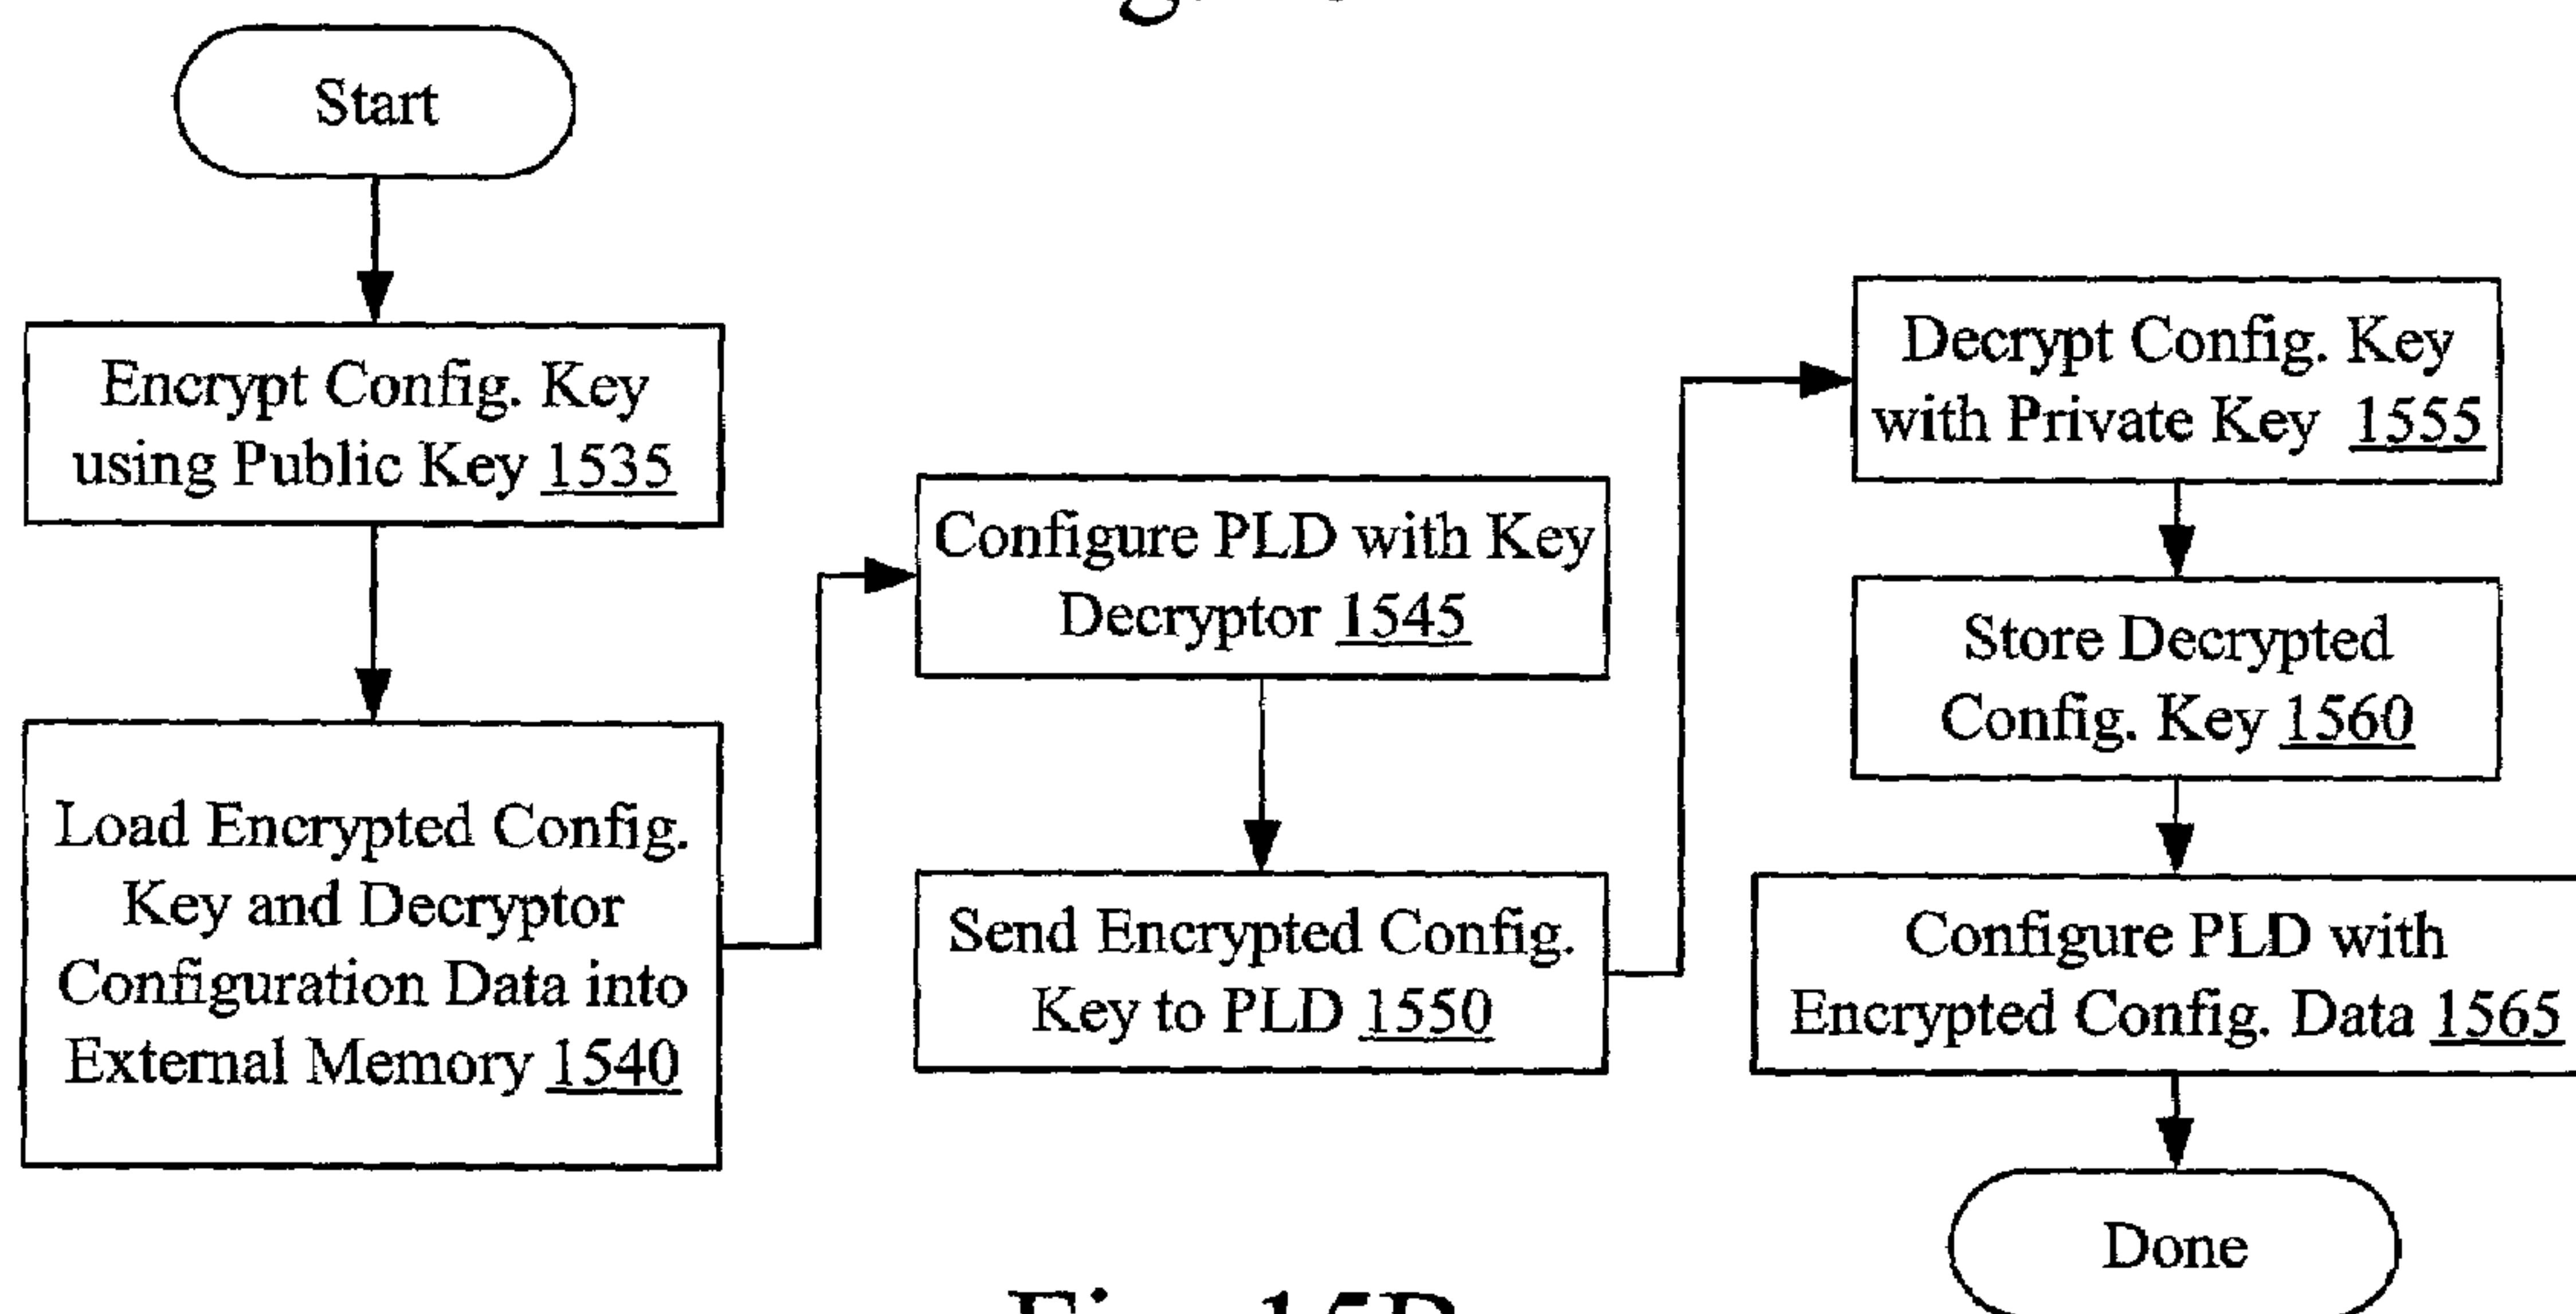 Start
Encrypt Config. Key
using Public Key 1535
Load Encrypted Config.
Key and Decryptor
Configuration Data into
External Memory 1540
Configure PLD with Key
Decryptor 1545
Send Encrypted Config.
Key to PLD 1550
Decrypt Config. Key
with Private Key 1555
Store Decrypted
Config. Key 1560
Configure PLD with
Encrypted Config. Data 1565
Done